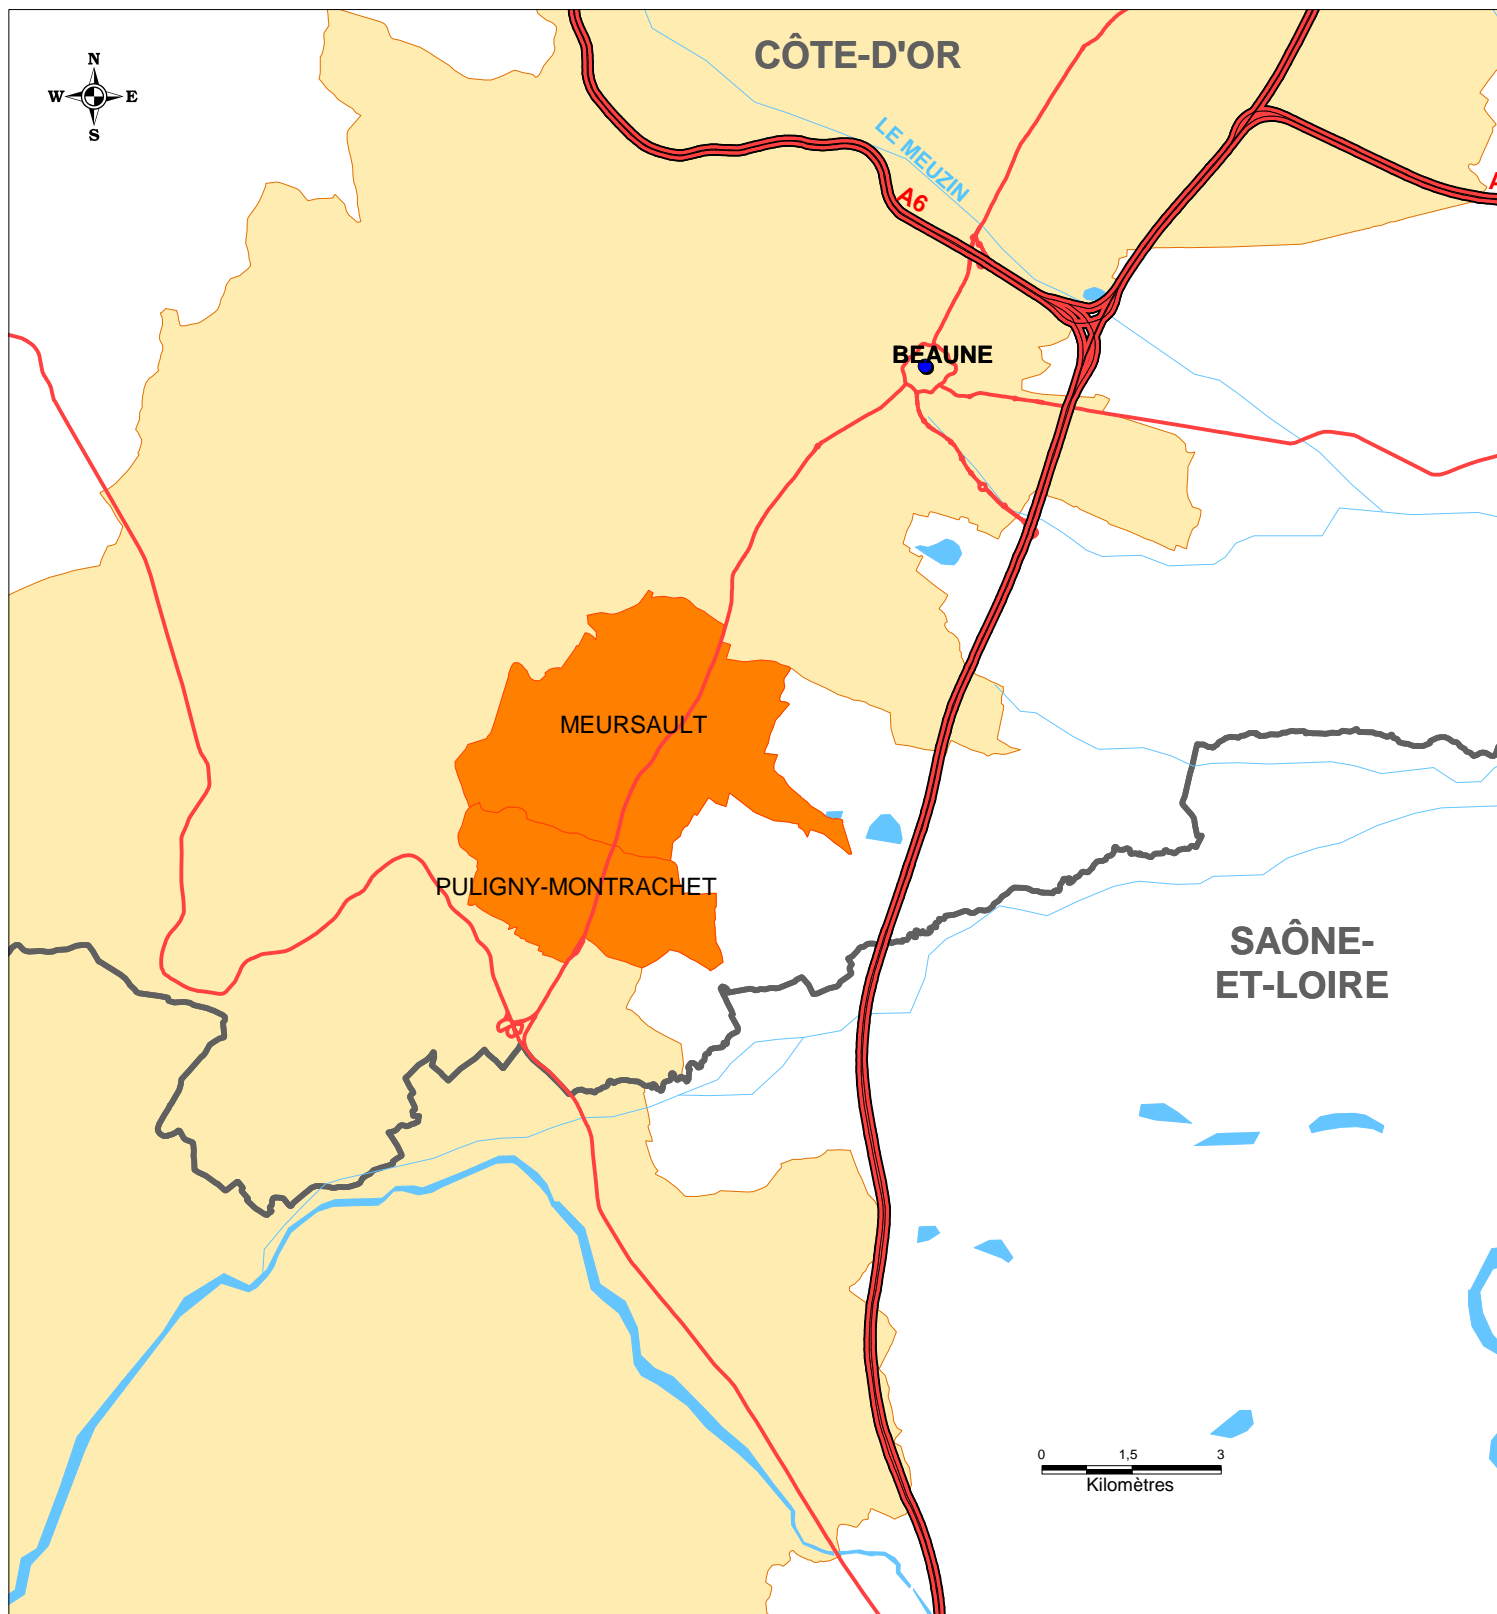 CÔTE-D'OR
N
W E
S
LE MEUZIN
A6
BEAUNE
MEURSAULT
PULIGNY-MONTRACHET
SAÔNE-
ET-LOIRE
0 1,5 3
Kilomètres